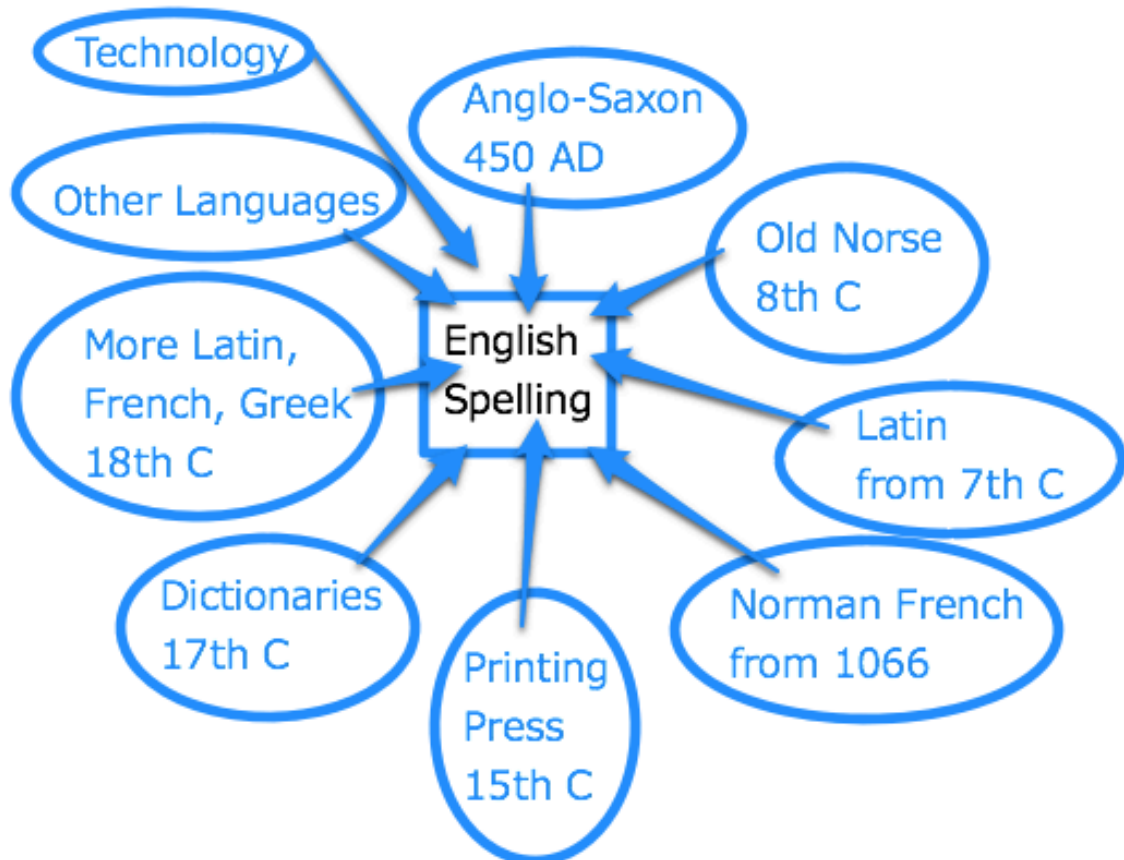 Technology
Anglo-Saxon
450 AD
Other Languages
Old Norse
8th C
English
Spelling
More Latin,
French, Greek
18th C
Latin
from 7th C
Dictionaries
17th C
Norman French
from 1066
Printing
Press
15th C